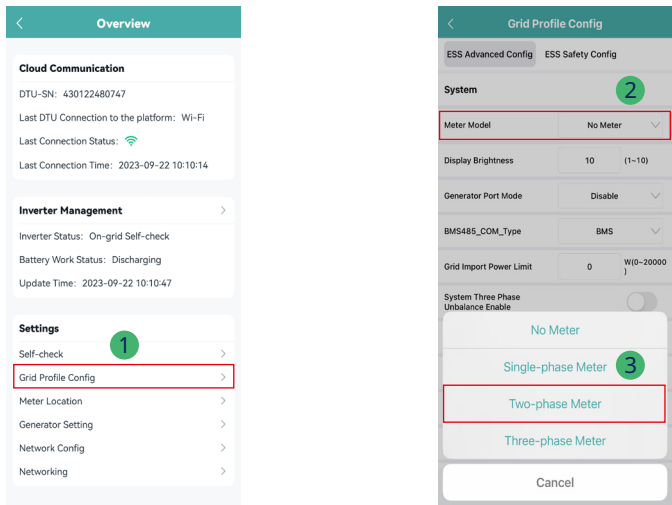 Overview
Cloud Communication
DTU-SN: 430122480747
Last DTU Connection to the platform: Wi-Fi
Last Connection Status:
Last Connection Time: 2023-09-22 10:10:14
Inverter Management
Inverter Status: On-grid Self-check
Battery Work Status: Discharging
Update Time: 2023-09-22 10:10:47
Settings
1
Self-check
Grid Profile Config
Meter Location
Generator Setting
Network Config
Networking
Grid Profile Config
ESS Advanced Config ESS Safety Config
System
2
Meter Model No Meter
Display Brightness 10 (1~10)
Generator Port Mode Disable
BMS485_COM_Type BMS
Grid Import Power Limit 0 W(0~20000
)
System Three Phase
Unbalance Enable
No Meter
Single-phase Meter 3
Two-phase Meter
Three-phase Meter
Cancel